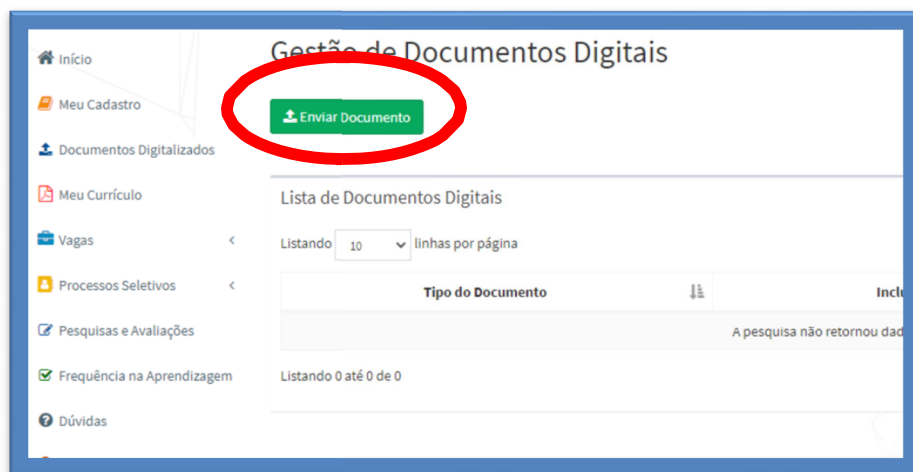 Início
Meu Cadastro
Documentos Digitalizados
Meu Currículo
Vagas
Processos Seletivos
Pesquisas e Avaliações
Frequência na Aprendizagem
Dúvidas
Gestão de Documentos Digitais
Enviar Documento
Lista de Documentos Digitais
Listando 10 linhas por página
Tipo do Documento Inclu
A pesquisa não retornou dad
Listando 0 até 0 de 0